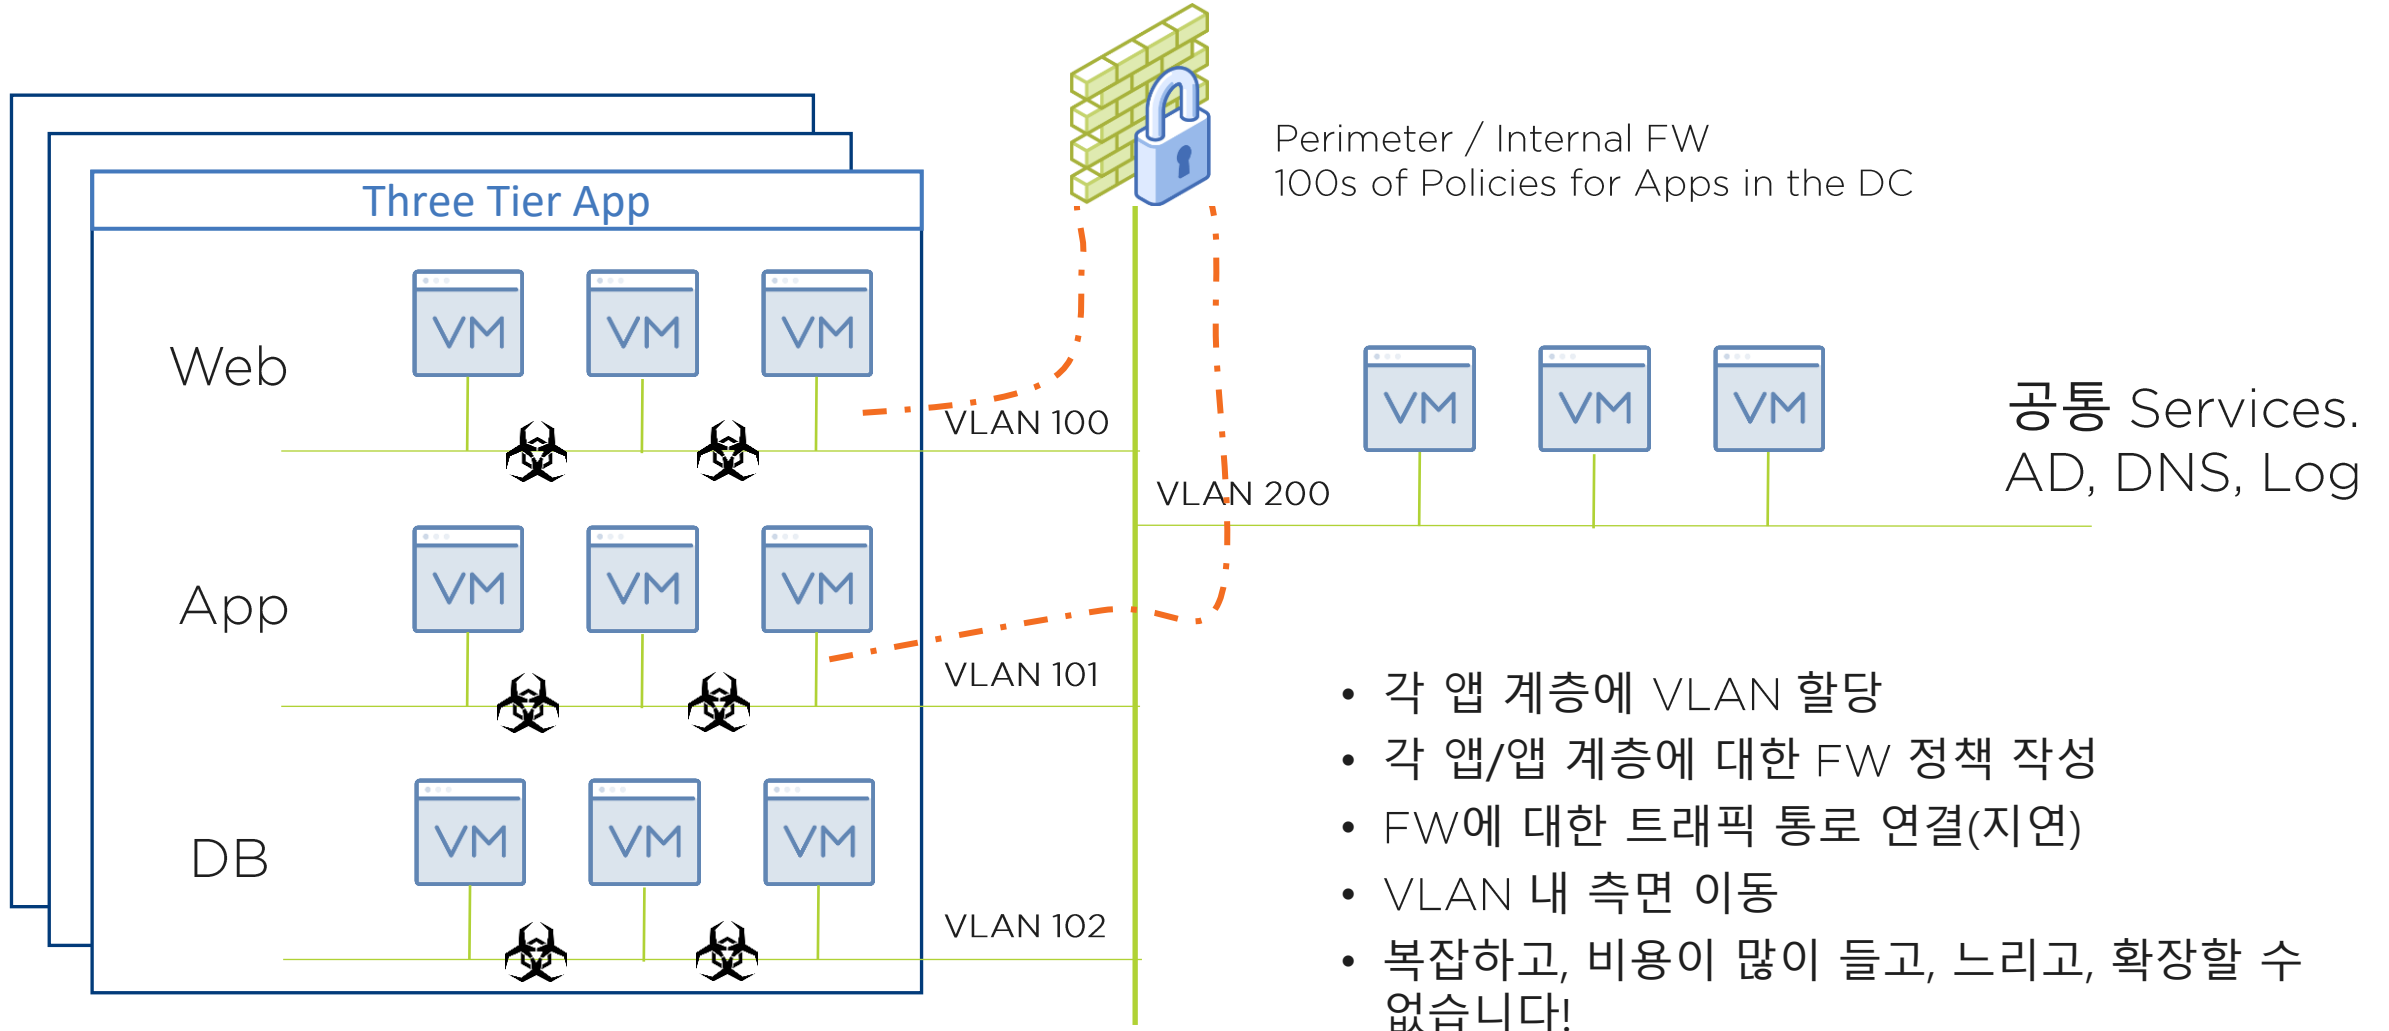 Perimeter / Internal FW
100s of Policies for Apps in the DC
Three Tier App
VM VM VM
Web
VLAN 100
VM VM VM
공통 Services.
AD, DNS, Log
VLAN 200
VM VM VM
App
VLAN 101
VM VM VM
DB
VLAN 102
• 각 앱 계층에 VLAN 할당
• 각 앱/앱 계층에 대한 FW 정책 작성
• FW에 대한 트래픽 통로 연결(지연)
• VLAN 내 측면 이동
• 복잡하고, 비용이 많이 들고, 느리고, 확장할 수
없습니다!